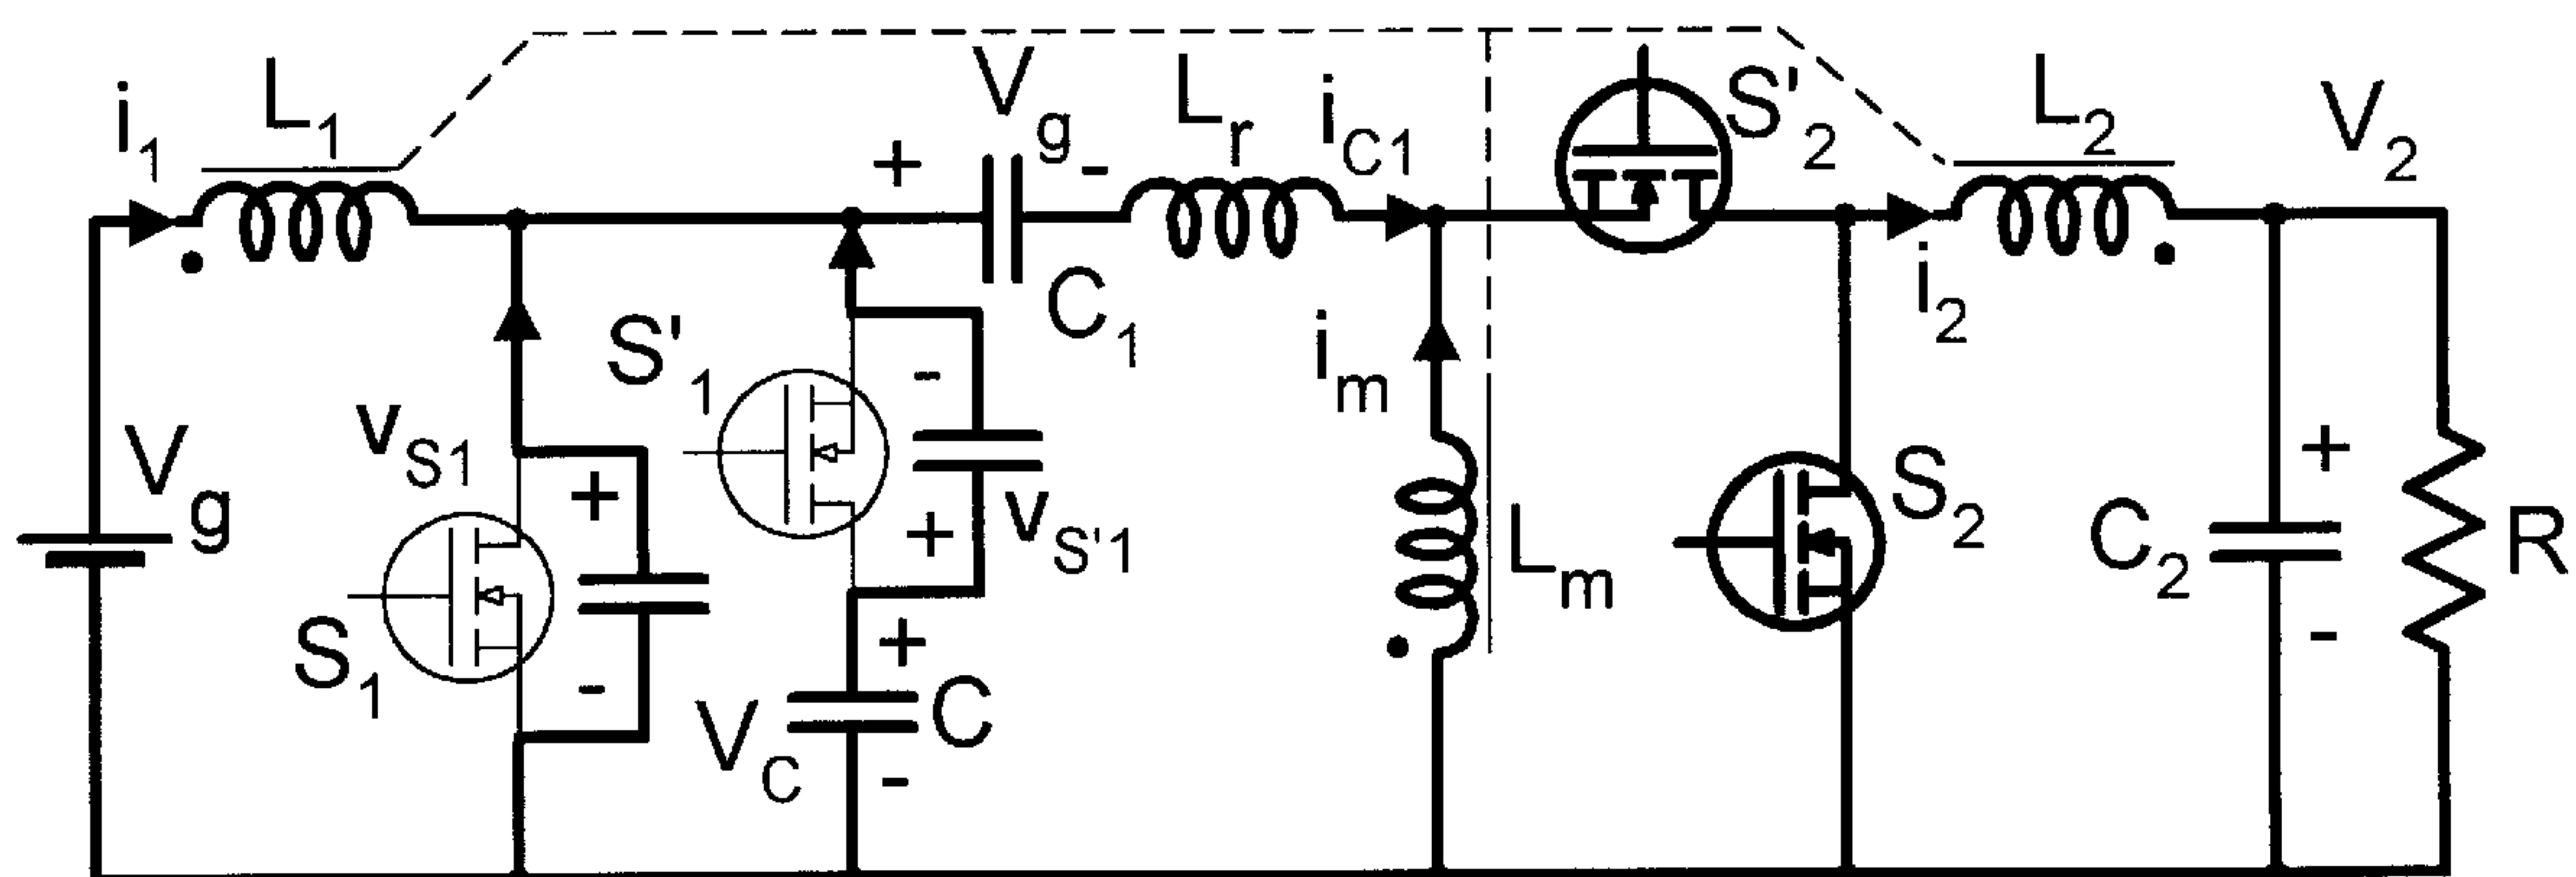 i1
L1
Vg
Lr
iC1
S'2
L2
V2
+
-
C1
i2
S'1
im
-
vS1
Vg
+
+
vS'1
S2
C2
+
R
Lm
S1
-
+
VC
C
-
-